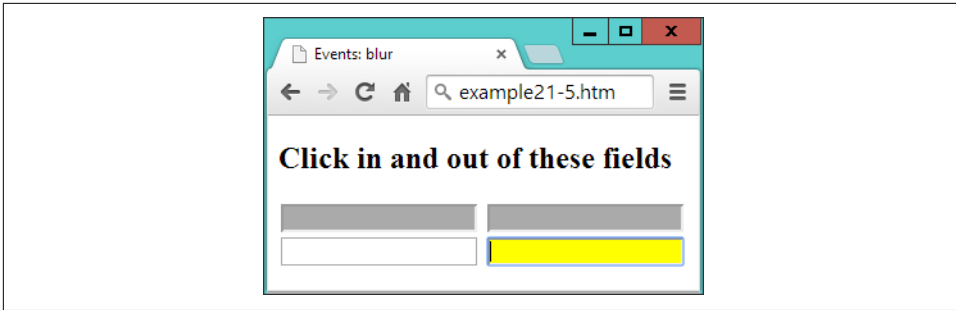 Events: blur
example21-5.htm
Click in and out of these fields